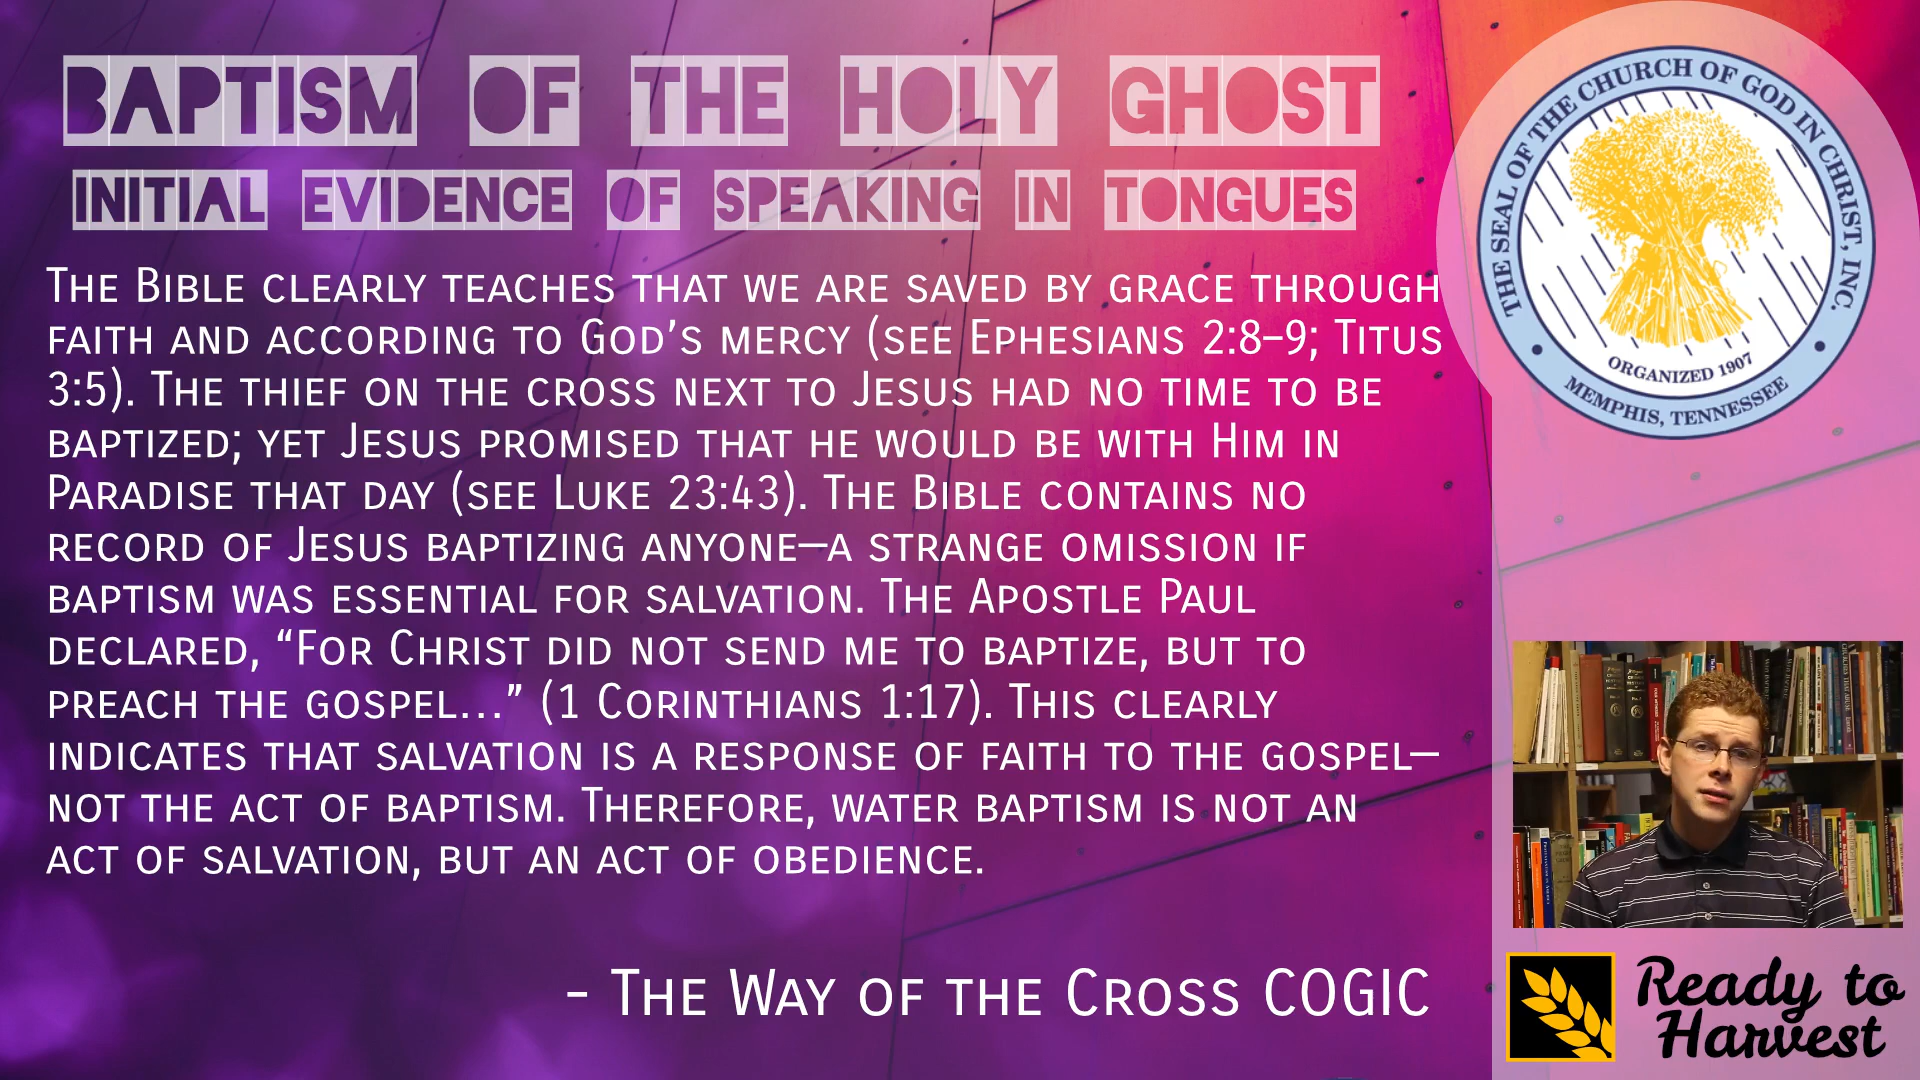 BAPTISM OF THE HOLY GHOST
INITIAL EVIDENCE OF SPEAKING IN TONGUES
The Bible clearly teaches that we are saved by grace through
faith and according to God’s mercy (see Ephesians 2:8–9; Titus
3:5). The thief on the cross next to Jesus had no time to be
baptized; yet Jesus promised that he would be with Him in
Paradise that day (see Luke 23:43). The Bible contains no
record of Jesus baptizing anyone—a strange omission if
baptism was essential for salvation. The Apostle Paul
declared, “For Christ did not send me to baptize, but to
preach the gospel…” (1 Corinthians 1:17). This clearly
indicates that salvation is a response of faith to the gospel—
not the act of baptism. Therefore, water baptism is not an
act of salvation, but an act of obedience.
- The Way of the Cross COGIC
THE SEAL OF THE CHURCH OF GOD IN CHRIST, INC.
ORGANIZED 1907
MEMPHIS, TENNESSEE
Ready to
Harvest